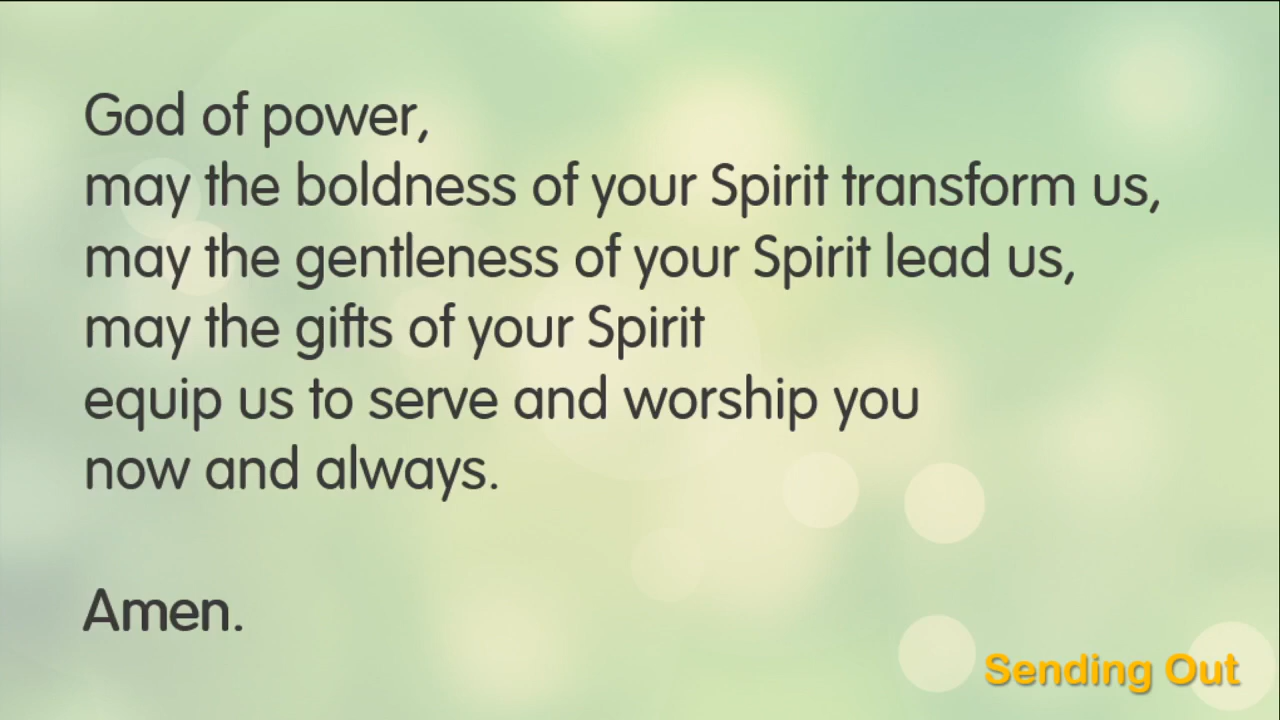 God of power,
may the boldness of your Spirit transform us,
may the gentleness of your Spirit lead us,
may the gifts of your Spirit
equip us to serve and worship you
now and always.
Amen.
Sending Out